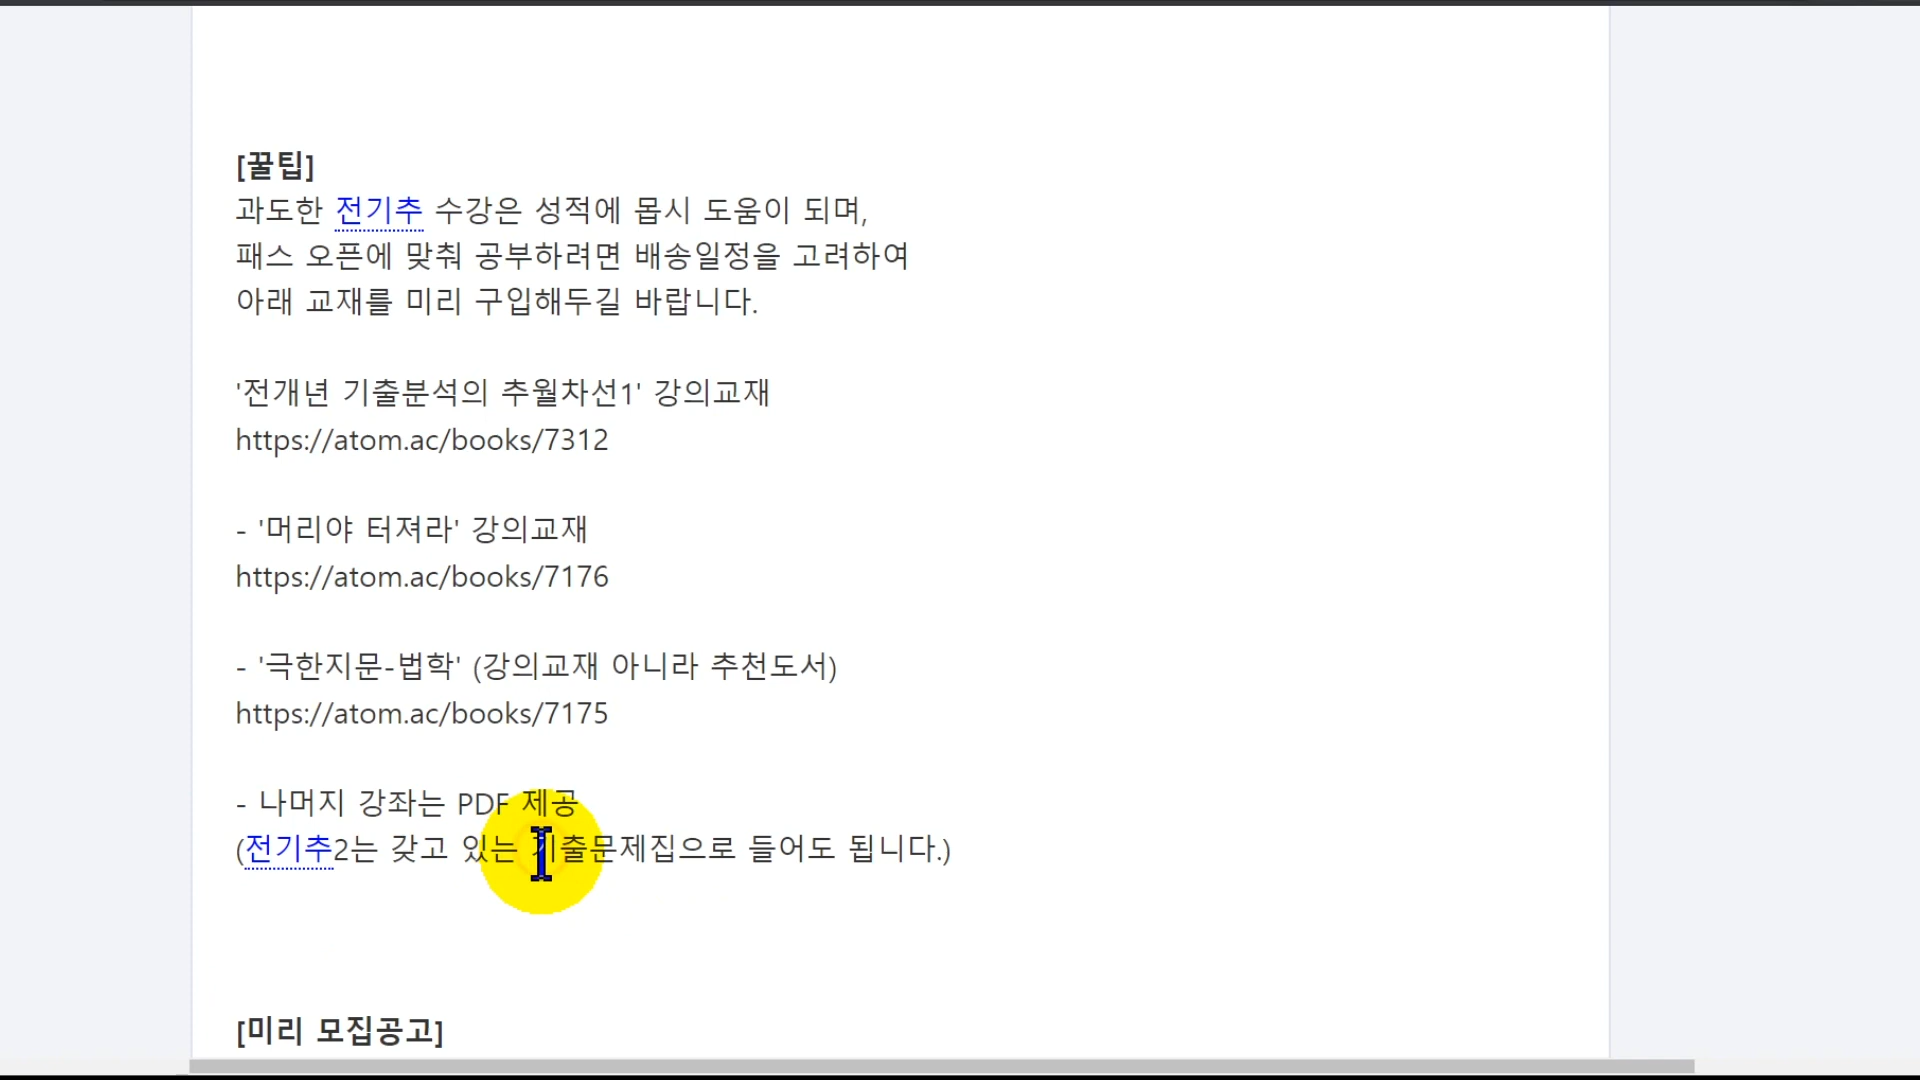 [꿀팁]
과도한 전기추 수강은 성적에 몹시 도움이 되며,
패스 오픈에 맞춰 공부하려면 배송일정을 고려하여
아래 교재를 미리 구입해두길 바랍니다.
'전개년 기출분석의 추월차선1' 강의교재
https://atom.ac/books/7312
- '머리야 터져라' 강의교재
https://atom.ac/books/7176
- '극한지문-법학' (강의교재 아니라 추천도서)
https://atom.ac/books/7175
- 나머지 강좌는 PDF 제공
(전기추2는 갖고 있는 기출문제집으로 들어도 됩니다.)
[미리 모집공고]